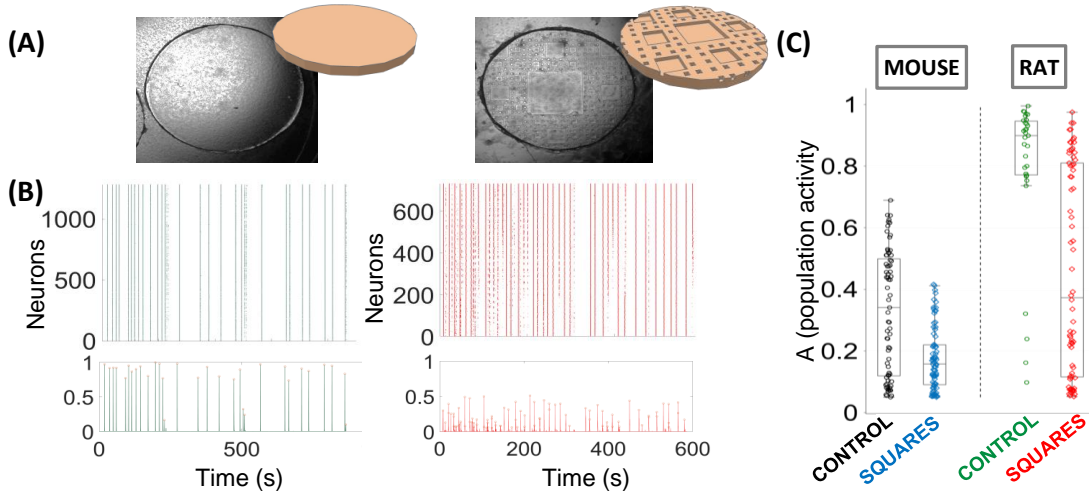 (A)
(B)
Neurons
1000
500
0
1
0.5
0
0
500
Time (s)
600
400
200
0
1
0.5
0
0
200
400
600
Time (s)
(C)
MOUSE
RAT
A (population activity
1
0.8
0.6
0.4
0.2
0
CONTROL
SQUARES
CONTROL
SQUARES
Neurons